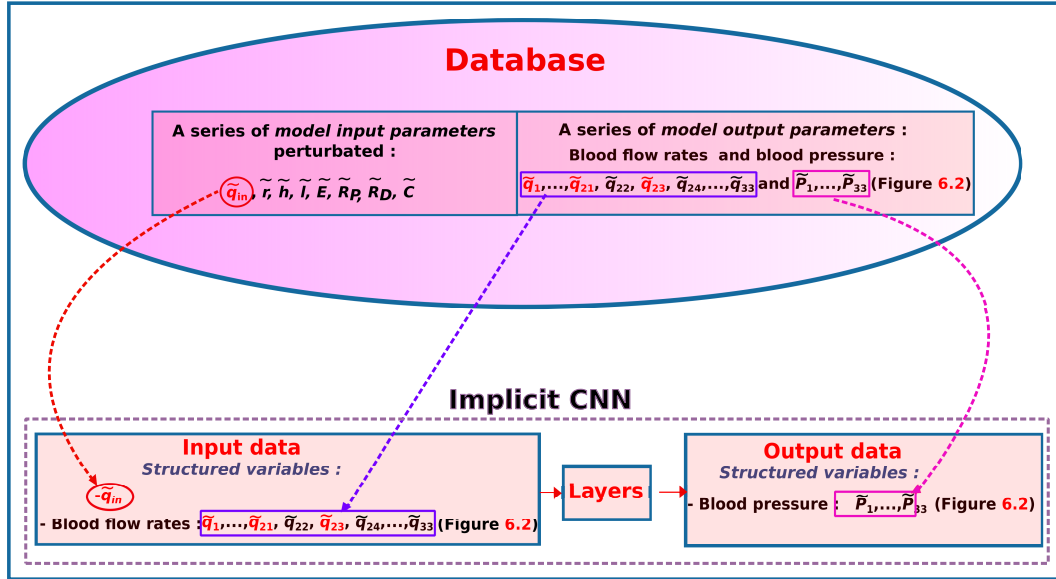 Database
A series of model input parameters
perturbated :
q̃in, r̃, h̃, l̃, Ẽ, R̃P, R̃D, C̃
A series of model output parameters :
Blood flow rates and blood pressure :
q̃1,...,q̃21, q̃22, q̃23, q̃24,...,q̃33 and P̃1,...,P̃33 (Figure 6.2)
Implicit CNN
Input data
Structured variables :
-q̃in
- Blood flow rates : q̃1,...,q̃21, q̃22, q̃23, q̃24,...,q̃33 (Figure 6.2)
Layers
Output data
Structured variables :
- Blood pressure : P̃1,...,P̃33 (Figure 6.2)